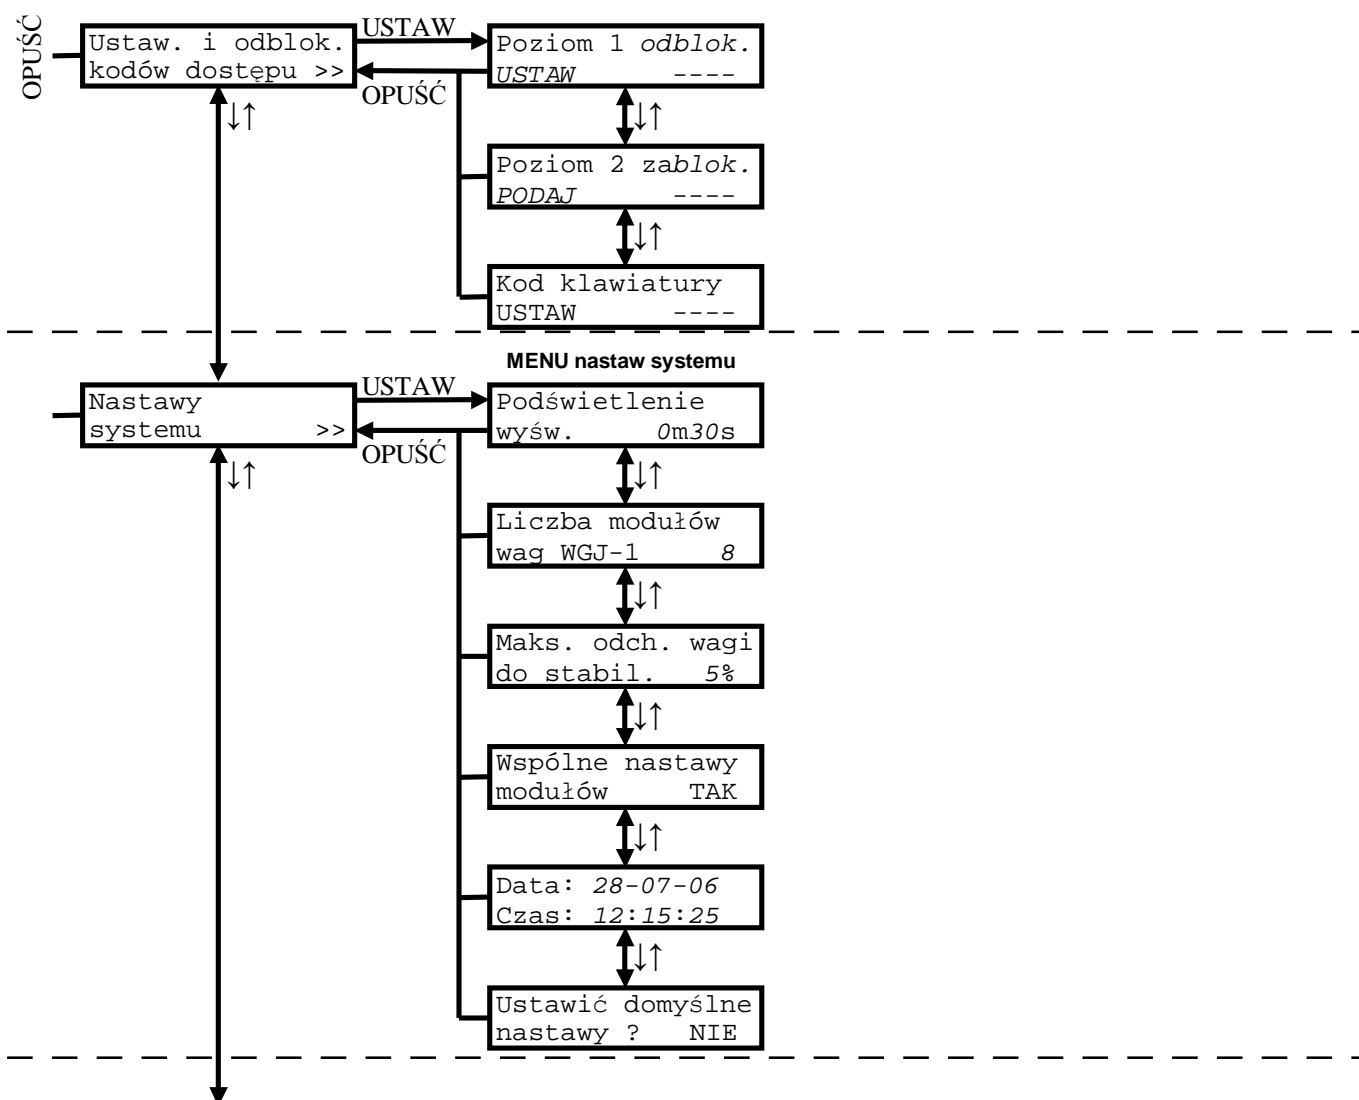 OPUŚĆ
Ustaw. i odblok.
kodów dostępu >>
USTAW
OPUŚĆ
↓↑
Poziom 1 odblok.
USTAW ----
↓↑
Poziom 2 zablok.
PODAJ ----
↓↑
Kod klawiatury
USTAW ----
MENU nastaw systemu
Nastawy
systemu >>
USTAW
OPUŚĆ
↓↑
Podświetlenie
wyśw. 0m30s
↓↑
Liczba modułów
wag WGJ-1 8
↓↑
Maks. odch. wagi
do stabil. 5%
↓↑
Wspólne nastawy
modułów TAK
↓↑
Data: 28-07-06
Czas: 12:15:25
↓↑
Ustawić domyślne
nastawy ? NIE